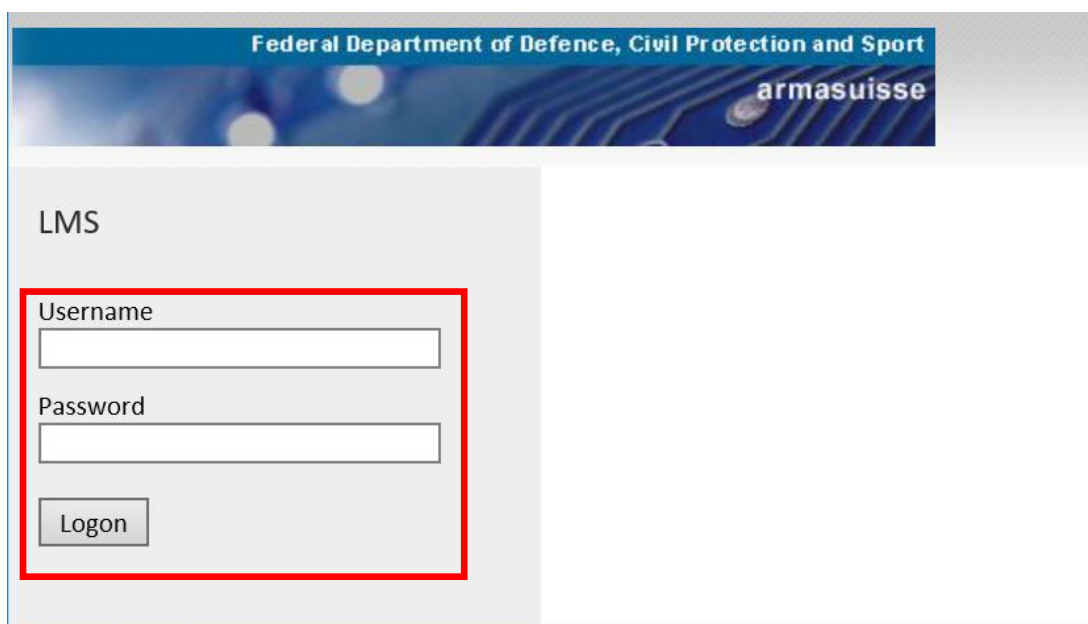 Federal Department of Defence, Civil Protection and Sport
armasuisse
LMS
Username
Password
Logon